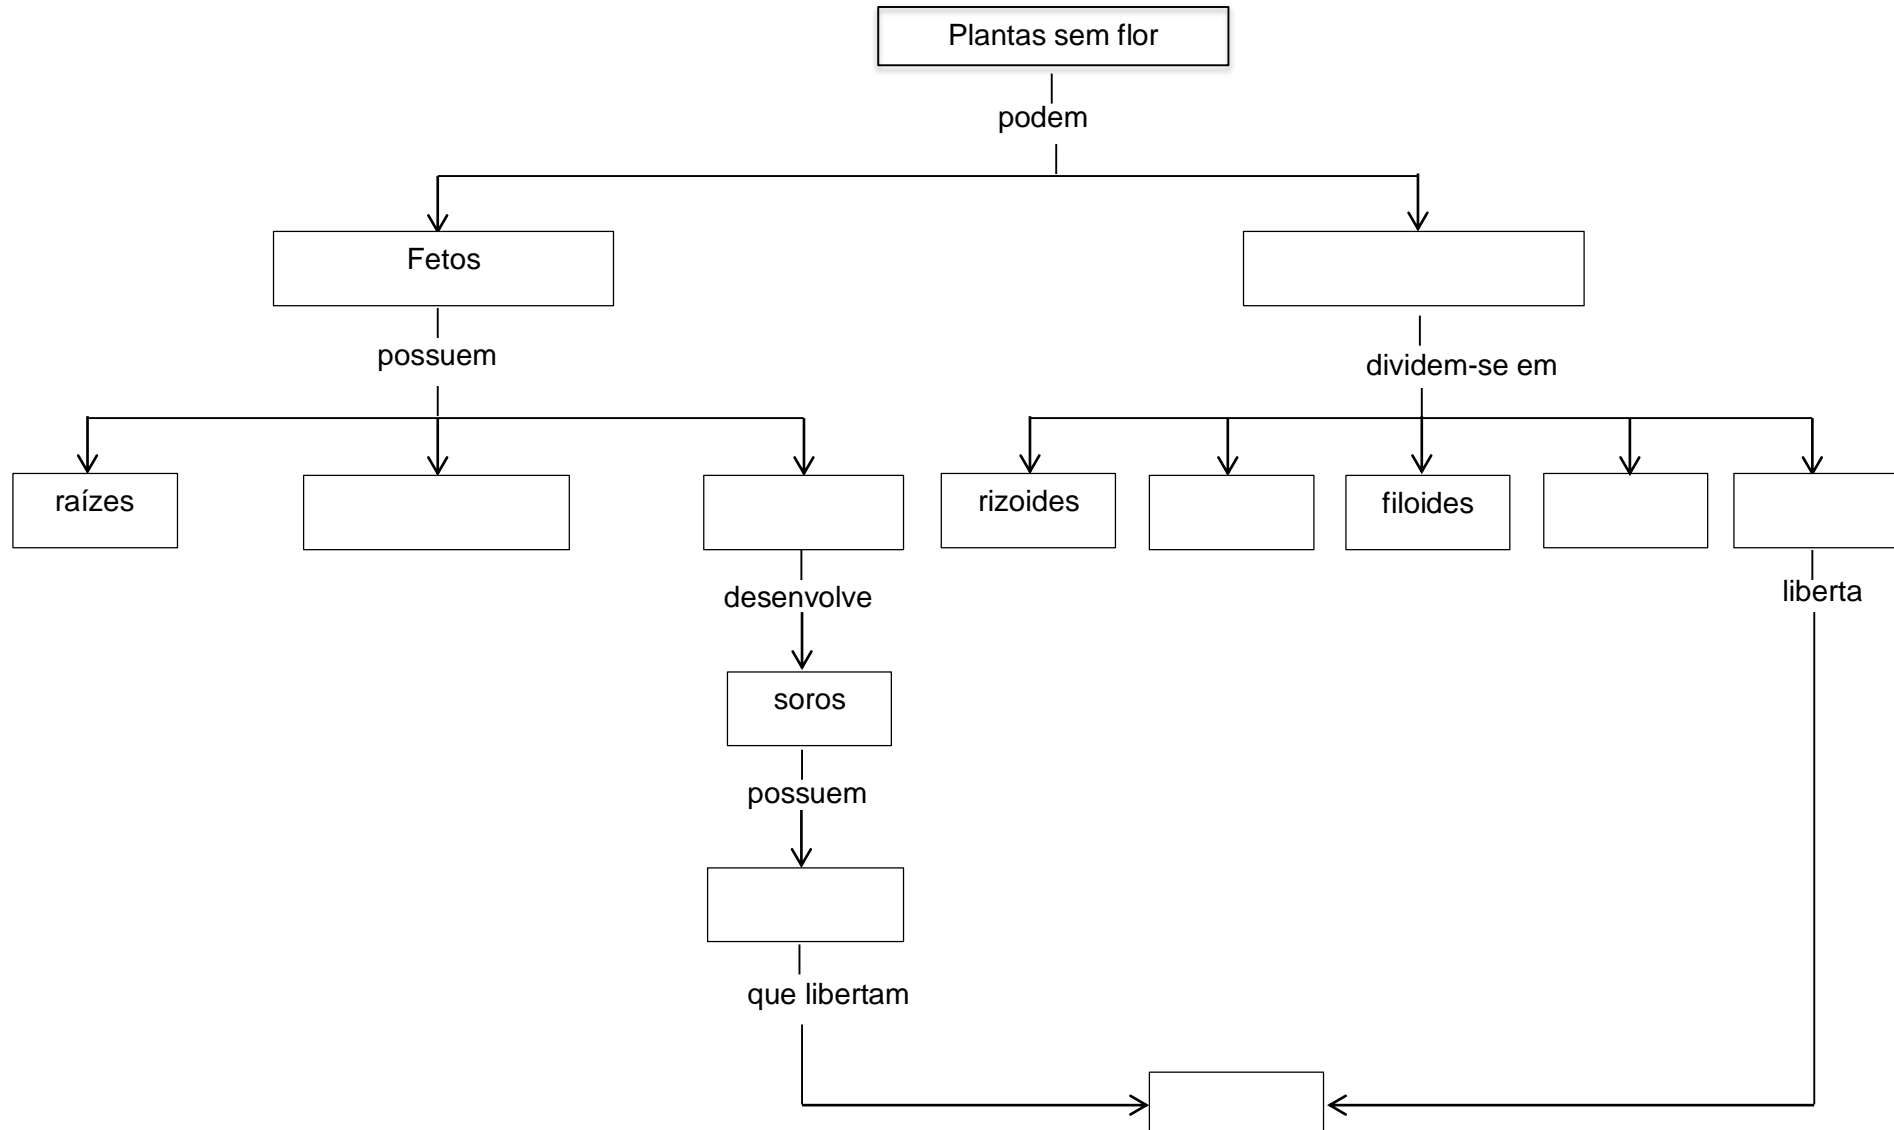 Plantas sem flor
podem
Fetos
possuem
dividem-se em
raízes
rizoides
filoides
desenvolve
liberta
soros
possuem
que libertam